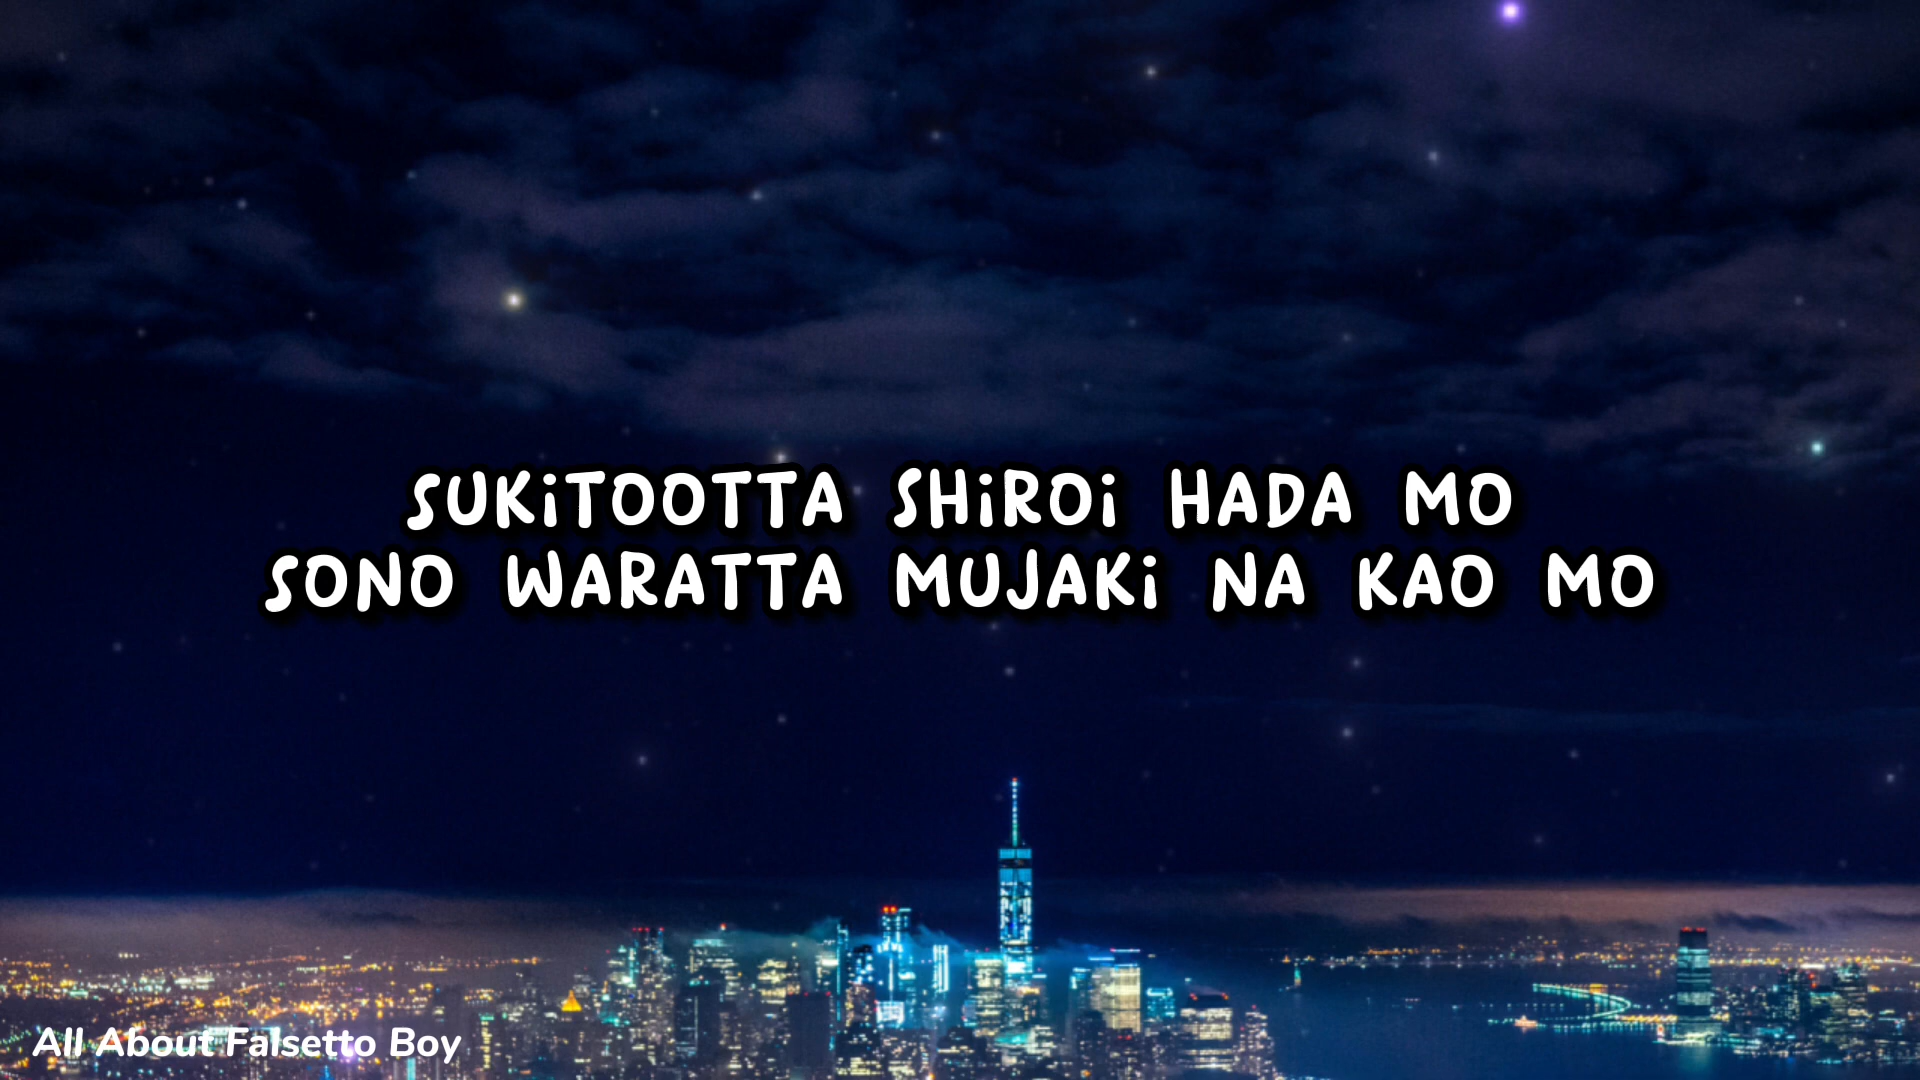 SUKiTOOTTA SHiROi HADA MO
SONO WARATTA MUJAKi NA KAO MO
All About Falsetto Boy